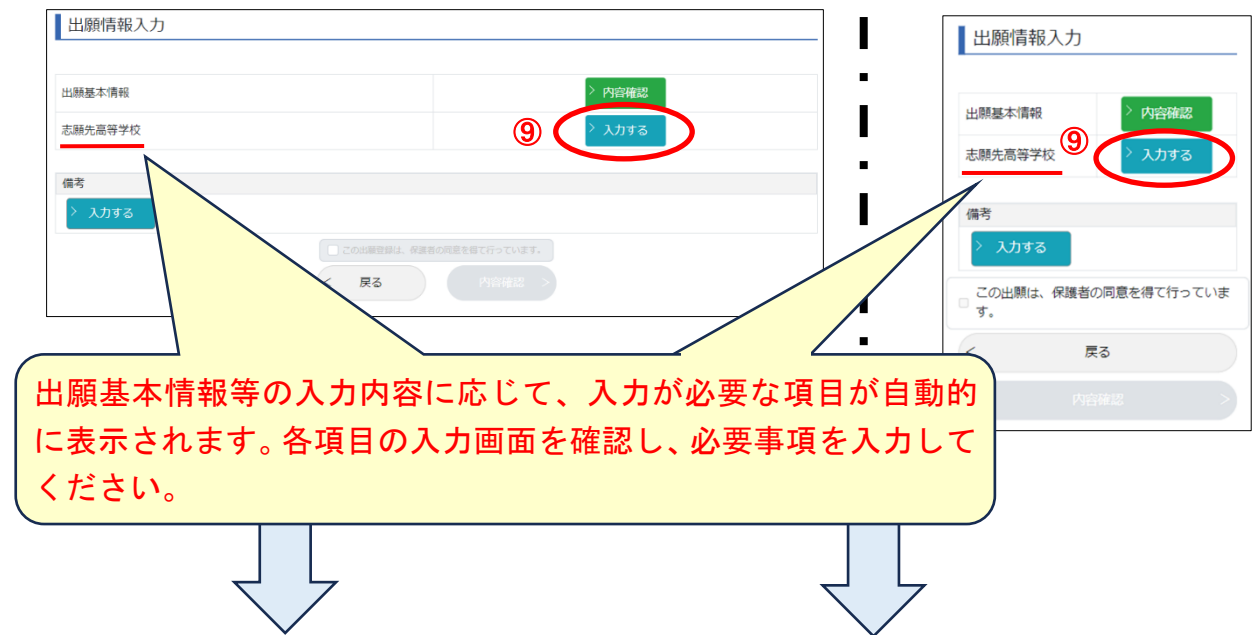 出願情報入力
出願基本情報
> 内容確認
志願先高等学校
⑨
> 入力する
備考
> 入力する
この出願登録は、保護者の同意を得て行っています。
< 戻る
内容確認 >
出願情報入力
出願基本情報
> 内容確認
志願先高等学校
⑨
> 入力する
備考
> 入力する
この出願は、保護者の同意を得て行っていま
す。
< 戻る
内容確認 >
出願基本情報等の入力内容に応じて、入力が必要な項目が自動的
に表示されます。各項目の入力画面を確認し、必要事項を入力して
ください。